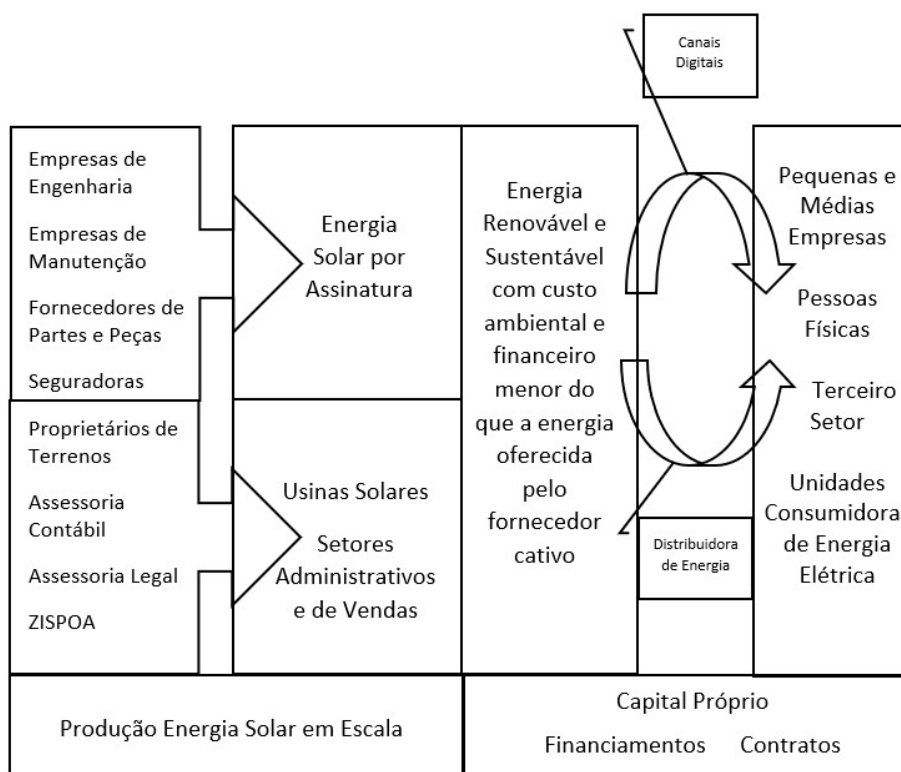 Canais
Digitais
Empresas de
Engenharia
Empresas de
Manutenção
Fornecedores de
Partes e Peças
Seguradoras
Proprietários de
Terrenos
Assessoria
Contábil
Assessoria Legal
ZISPOA
Energia
Solar por
Assinatura
Usinas Solares
Setores
Administrativos
e de Vendas
Energia
Renovável e
Sustentável
com custo
ambiental e
financeiro
menor do
que a energia
oferecida
pelo
fornecedor
cativo
Distribuidora
de Energia
Pequenas e
Médias
Empresas
Pessoas
Físicas
Terceiro
Setor
Unidades
Consumidora
de Energia
Elétrica
Produção Energia Solar em Escala
Capital Próprio
Financiamentos Contratos